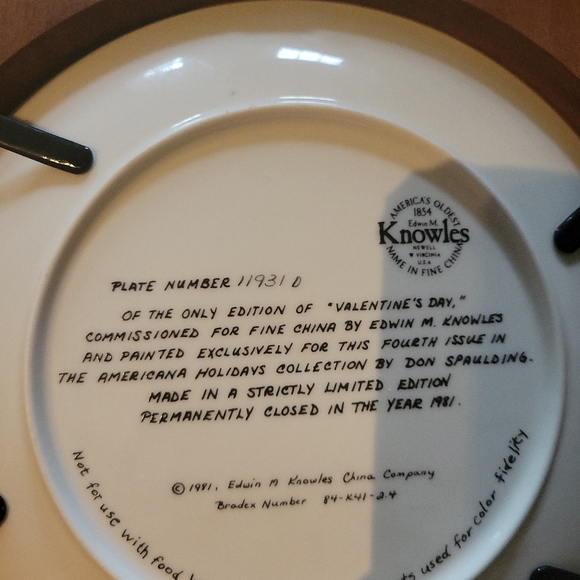 AMERICA'S OLDEST
1854
Edwin M.
Knowles
NEWELL
W VIRGINIA
U.S.A
NAME IN FINE CHINA
PLATE NUMBER 11931 D
OF THE ONLY EDITION OF "VALENTINE'S DAY,"
COMMISSIONED FOR FINE CHINA BY EDWIN M. KNOWLES
AND PAINTED EXCLUSIVELY FOR THIS FOURTH ISSUE IN
THE AMERICANA HOLIDAYS COLLECTION BY DON SPAULDING.
MADE IN A STRICTLY LIMITED EDITION
PERMANENTLY CLOSED IN THE YEAR 1981.
© 1981, Edwin M Knowles China Company
Bradex Number 84-K41-2.4
Not for use with food used for color fidelity